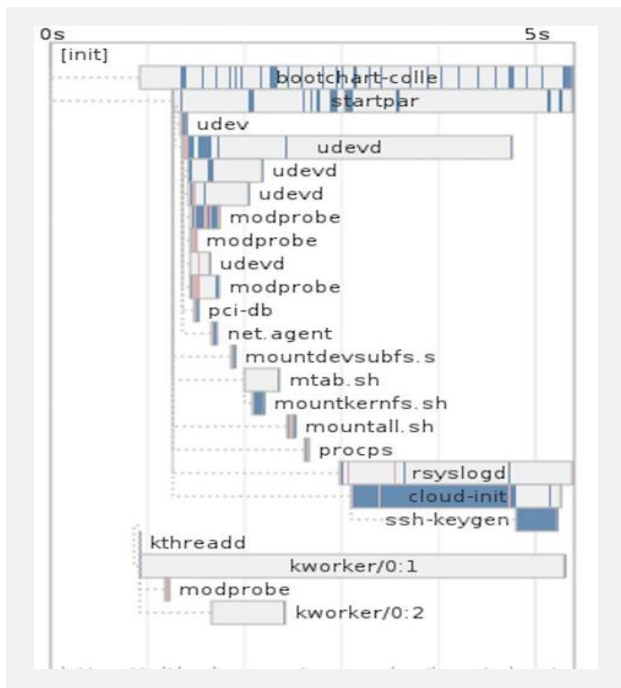 0s 5s
[init]
bootchart-colle
startpar
udev
udevd
udevd
udevd
modprobe
modprobe
udevd
modprobe
pci-db
net.agent
mountdevsubfs.s
mtab.sh
mountkernfs.sh
mountall.sh
procps
rsyslogd
cloud-init
ssh-keygen
kthreadd
kworker/0:1
modprobe
kworker/0:2